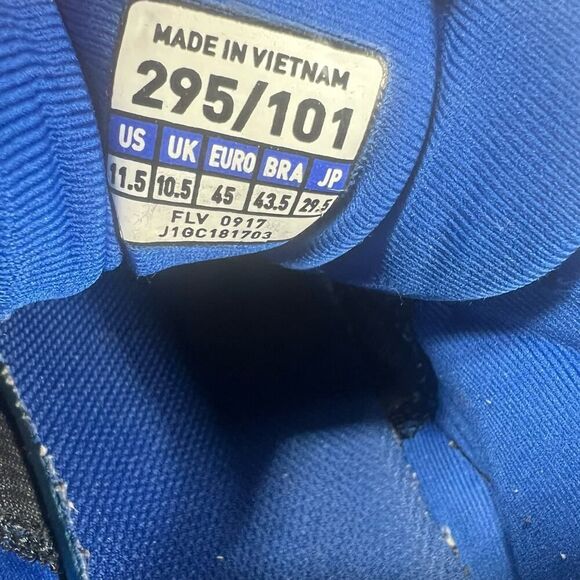 MADE IN VIETNAM
295/101
US UK EURO BRA JP
11.5 10.5 45 43.5 29.5
FLV 0917
J1GC181703